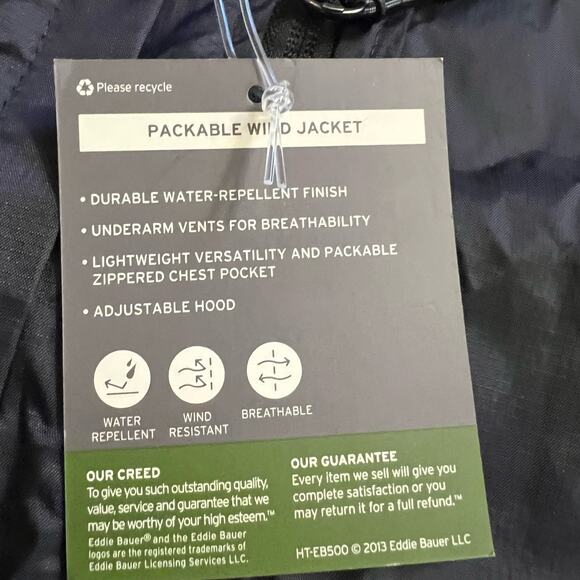 Please recycle
PACKABLE WIND JACKET
• DURABLE WATER-REPELLENT FINISH
• UNDERARM VENTS FOR BREATHABILITY
• LIGHTWEIGHT VERSATILITY AND PACKABLE
ZIPPERED CHEST POCKET
• ADJUSTABLE HOOD
WATER
REPELLENT
WIND
RESISTANT
BREATHABLE
OUR CREED
To give you such outstanding quality,
value, service and guarantee that we
may be worthy of your high esteem.™
Eddie Bauer® and the Eddie Bauer
logos are the registered trademarks of
Eddie Bauer Licensing Services LLC.
OUR GUARANTEE
Every item we sell will give you
complete satisfaction or you
may return it for a full refund.™
HT-EB500 © 2013 Eddie Bauer LLC